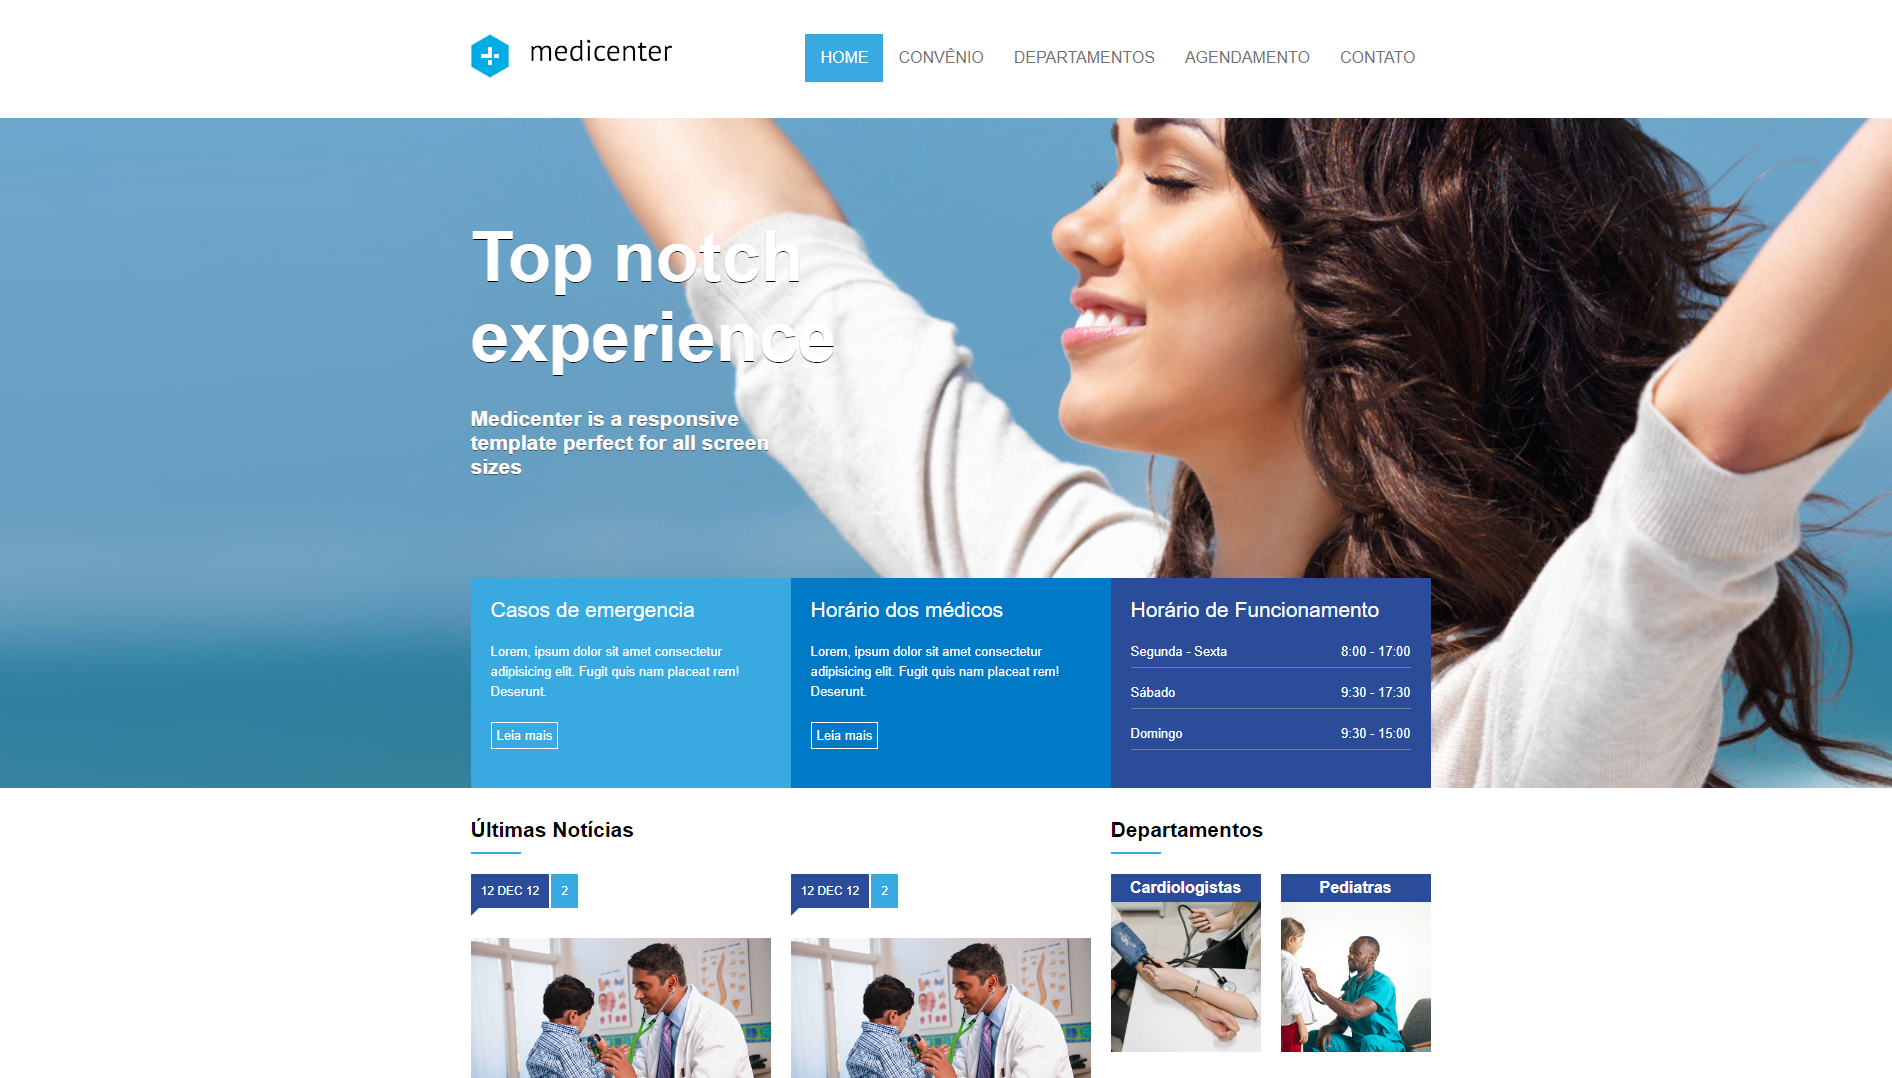 medicenter
HOME CONVÊNIO DEPARTAMENTOS AGENDAMENTO CONTATO
Top notch
experience
Medicenter is a responsive
template perfect for all screen
sizes
Casos de emergencia
Lorem, ipsum dolor sit amet consectetur
adipisicing elit. Fugit quis nam placeat rem!
Deserunt.
Leia mais
Horário dos médicos
Lorem, ipsum dolor sit amet consectetur
adipisicing elit. Fugit quis nam placeat rem!
Deserunt.
Leia mais
Horário de Funcionamento
Segunda - Sexta 8:00 - 17:00
Sábado 9:30 - 17:30
Domingo 9:30 - 15:00
Últimas Notícias
12 DEC 12 2
12 DEC 12 2
Departamentos
Cardiologistas
Pediatras